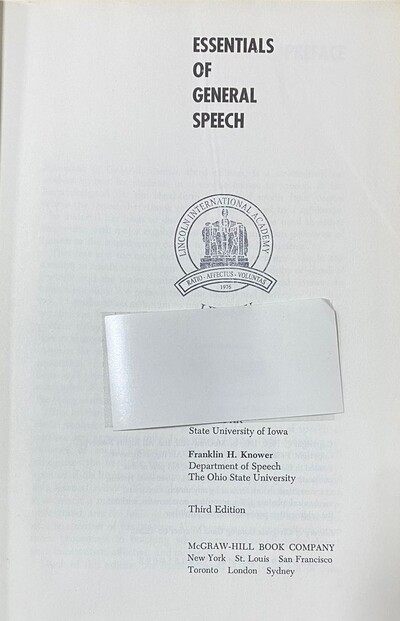 ESSENTIALS
OF
GENERAL
SPEECH
LINCOLN INTERNATIONAL ACADEMY
RATIO - AFFECTUS - VOLUNTAS
1976
State University of Iowa
Franklin H. Knower
Department of Speech
The Ohio State University
Third Edition
McGRAW-HILL BOOK COMPANY
New York St. Louis San Francisco
Toronto London Sydney